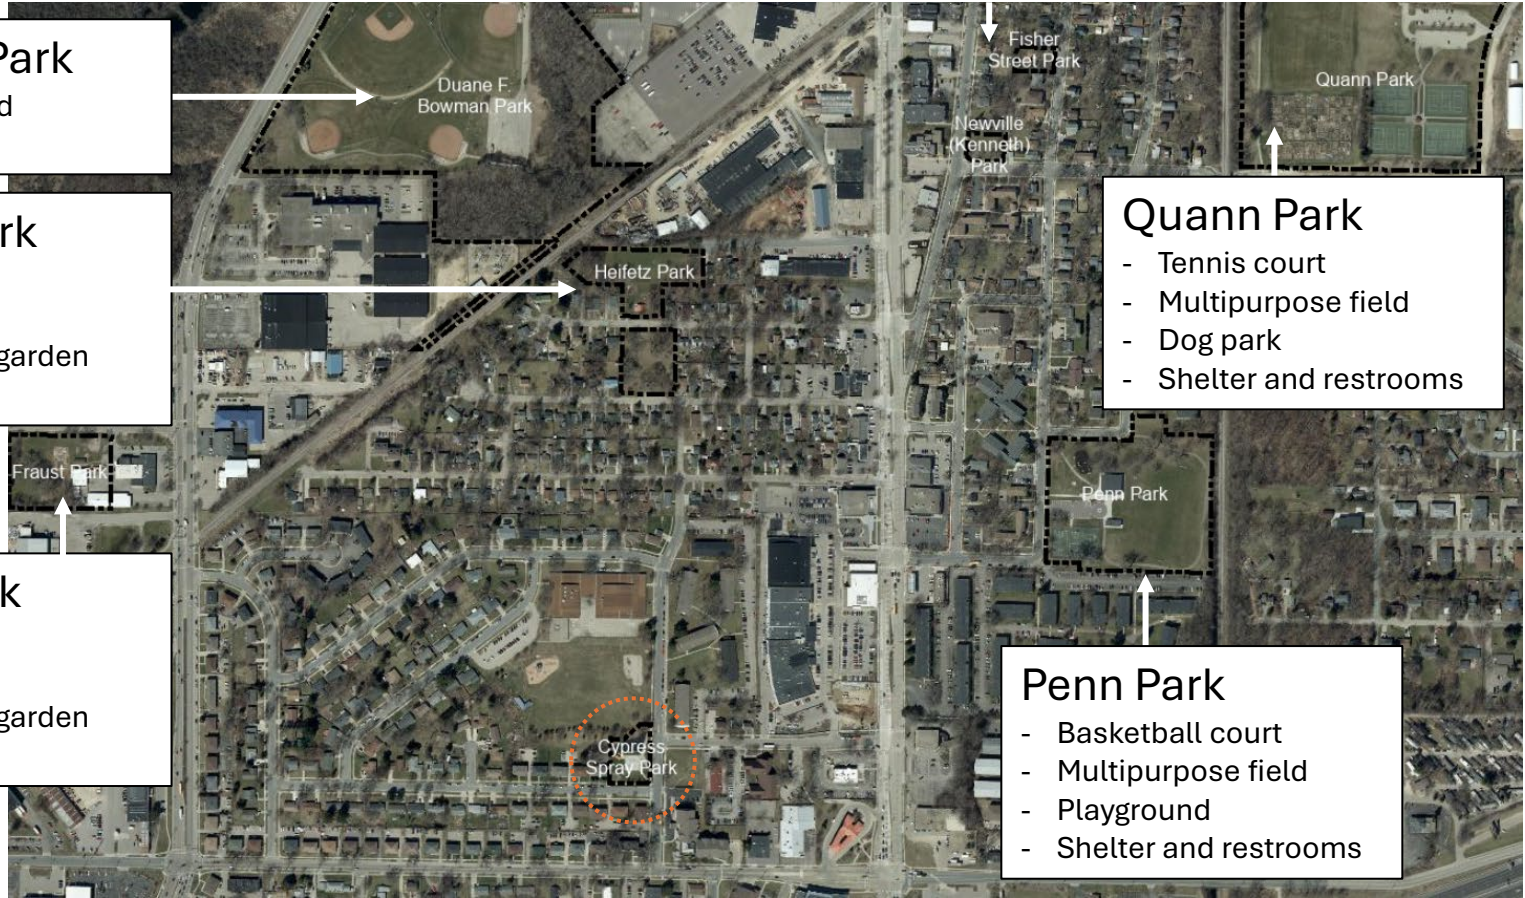 Park
d
Duane F.
Bowman Park
Fisher
Street Park
Quann Park
Newville
(Kenneth)
Park
rk
garden
Heifetz Park
Quann Park
- Tennis court
- Multipurpose field
- Dog park
- Shelter and restrooms
Fraust Park
Penn Park
k
garden
Cypress
Spray Park
Penn Park
- Basketball court
- Multipurpose field
- Playground
- Shelter and restrooms